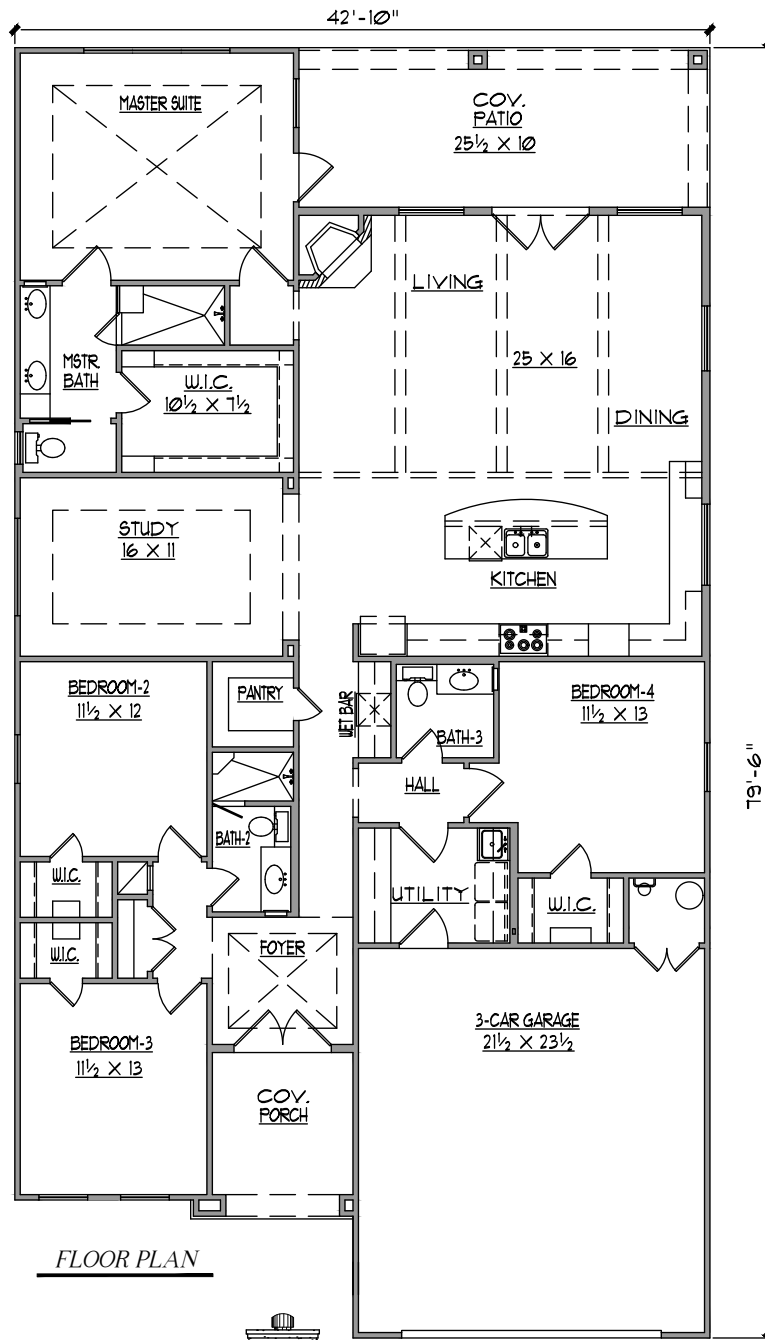 42'-10"
MASTER SUITE
COV.
PATIO
25½ X 10
LIVING
MSTR.
BATH
W.I.C.
10½ X 7½
25 X 16
DINING
STUDY
16 X 11
KITCHEN
BEDROOM-2
11½ X 12
PANTRY
WET BAR
BATH-3
BEDROOM-4
11½ X 13
79'-6"
HALL
BATH-2
W.I.C.
UTILITY
W.I.C.
W.I.C.
FOYER
BEDROOM-3
11½ X 13
3-CAR GARAGE
21½ X 23½
COV.
PORCH
FLOOR PLAN